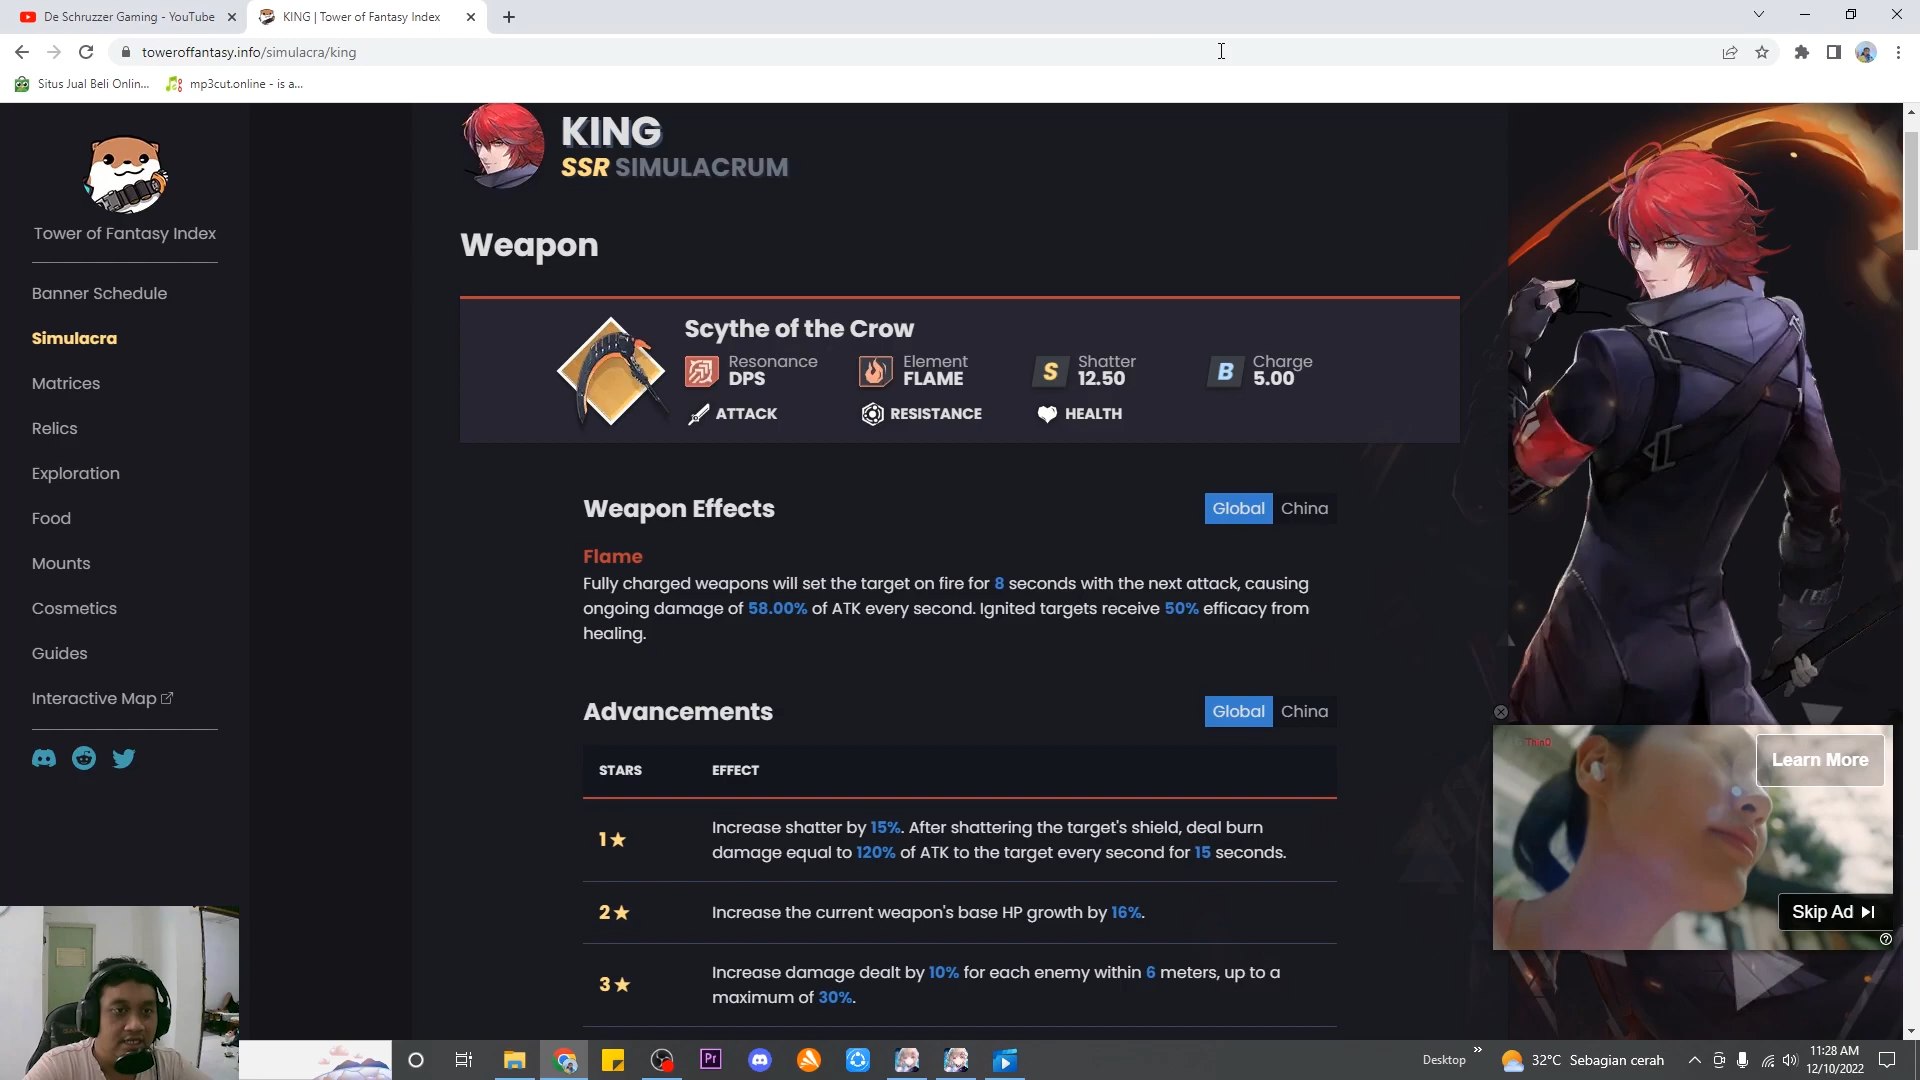 De Schruzzer Gaming - YouTube
KING | Tower of Fantasy Index
toweroffantasy.info/simulacra/king
Situs Jual Beli Onlin...
mp3cut.online - is a...
Tower of Fantasy Index
Banner Schedule
Simulacra
Matrices
Relics
Exploration
Food
Mounts
Cosmetics
Guides
Interactive Map
KING
SSR SIMULACRUM
Weapon
Scythe of the Crow
Resonance
DPS
Element
FLAME
S
Shatter
12.50
B
Charge
5.00
ATTACK
RESISTANCE
HEALTH
Weapon Effects
Global China
Flame
Fully charged weapons will set the target on fire for 8 seconds with the next attack, causing
ongoing damage of 58.00% of ATK every second. Ignited targets receive 50% efficacy from
healing.
Advancements
Global China
STARS EFFECT
1★
Increase shatter by 15%. After shattering the target's shield, deal burn
damage equal to 120% of ATK to the target every second for 15 seconds.
2★
Increase the current weapon's base HP growth by 16%.
3★
Increase damage dealt by 10% for each enemy within 6 meters, up to a
maximum of 30%.
Learn More
Skip Ad
Pr
Desktop
32°C Sebagian cerah
11:28 AM
12/10/2022